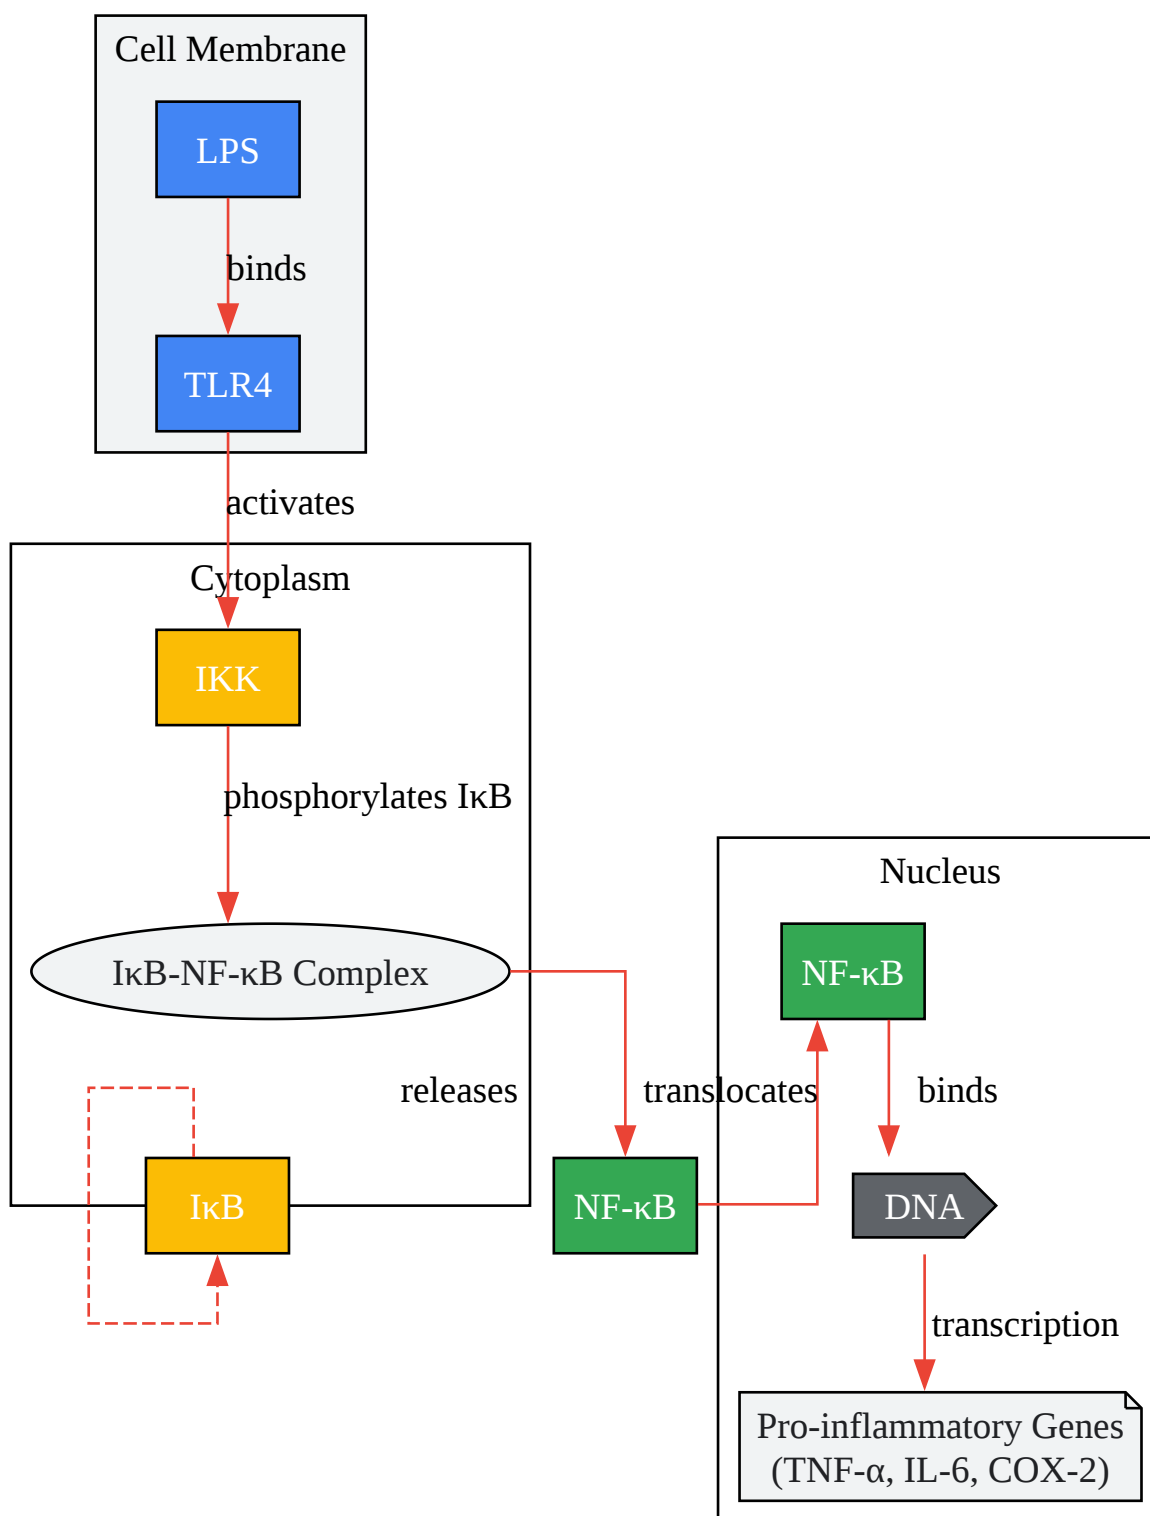 Cell Membrane
LPS
binds
TLR4
activates
Cytoplasm
IKK
phosphorylates IκB
IκB-NF-κB Complex
releases
IκB
NF-κB
translocates
Nucleus
NF-κB
binds
DNA
transcription
Pro-inflammatory Genes
(TNF-α, IL-6, COX-2)